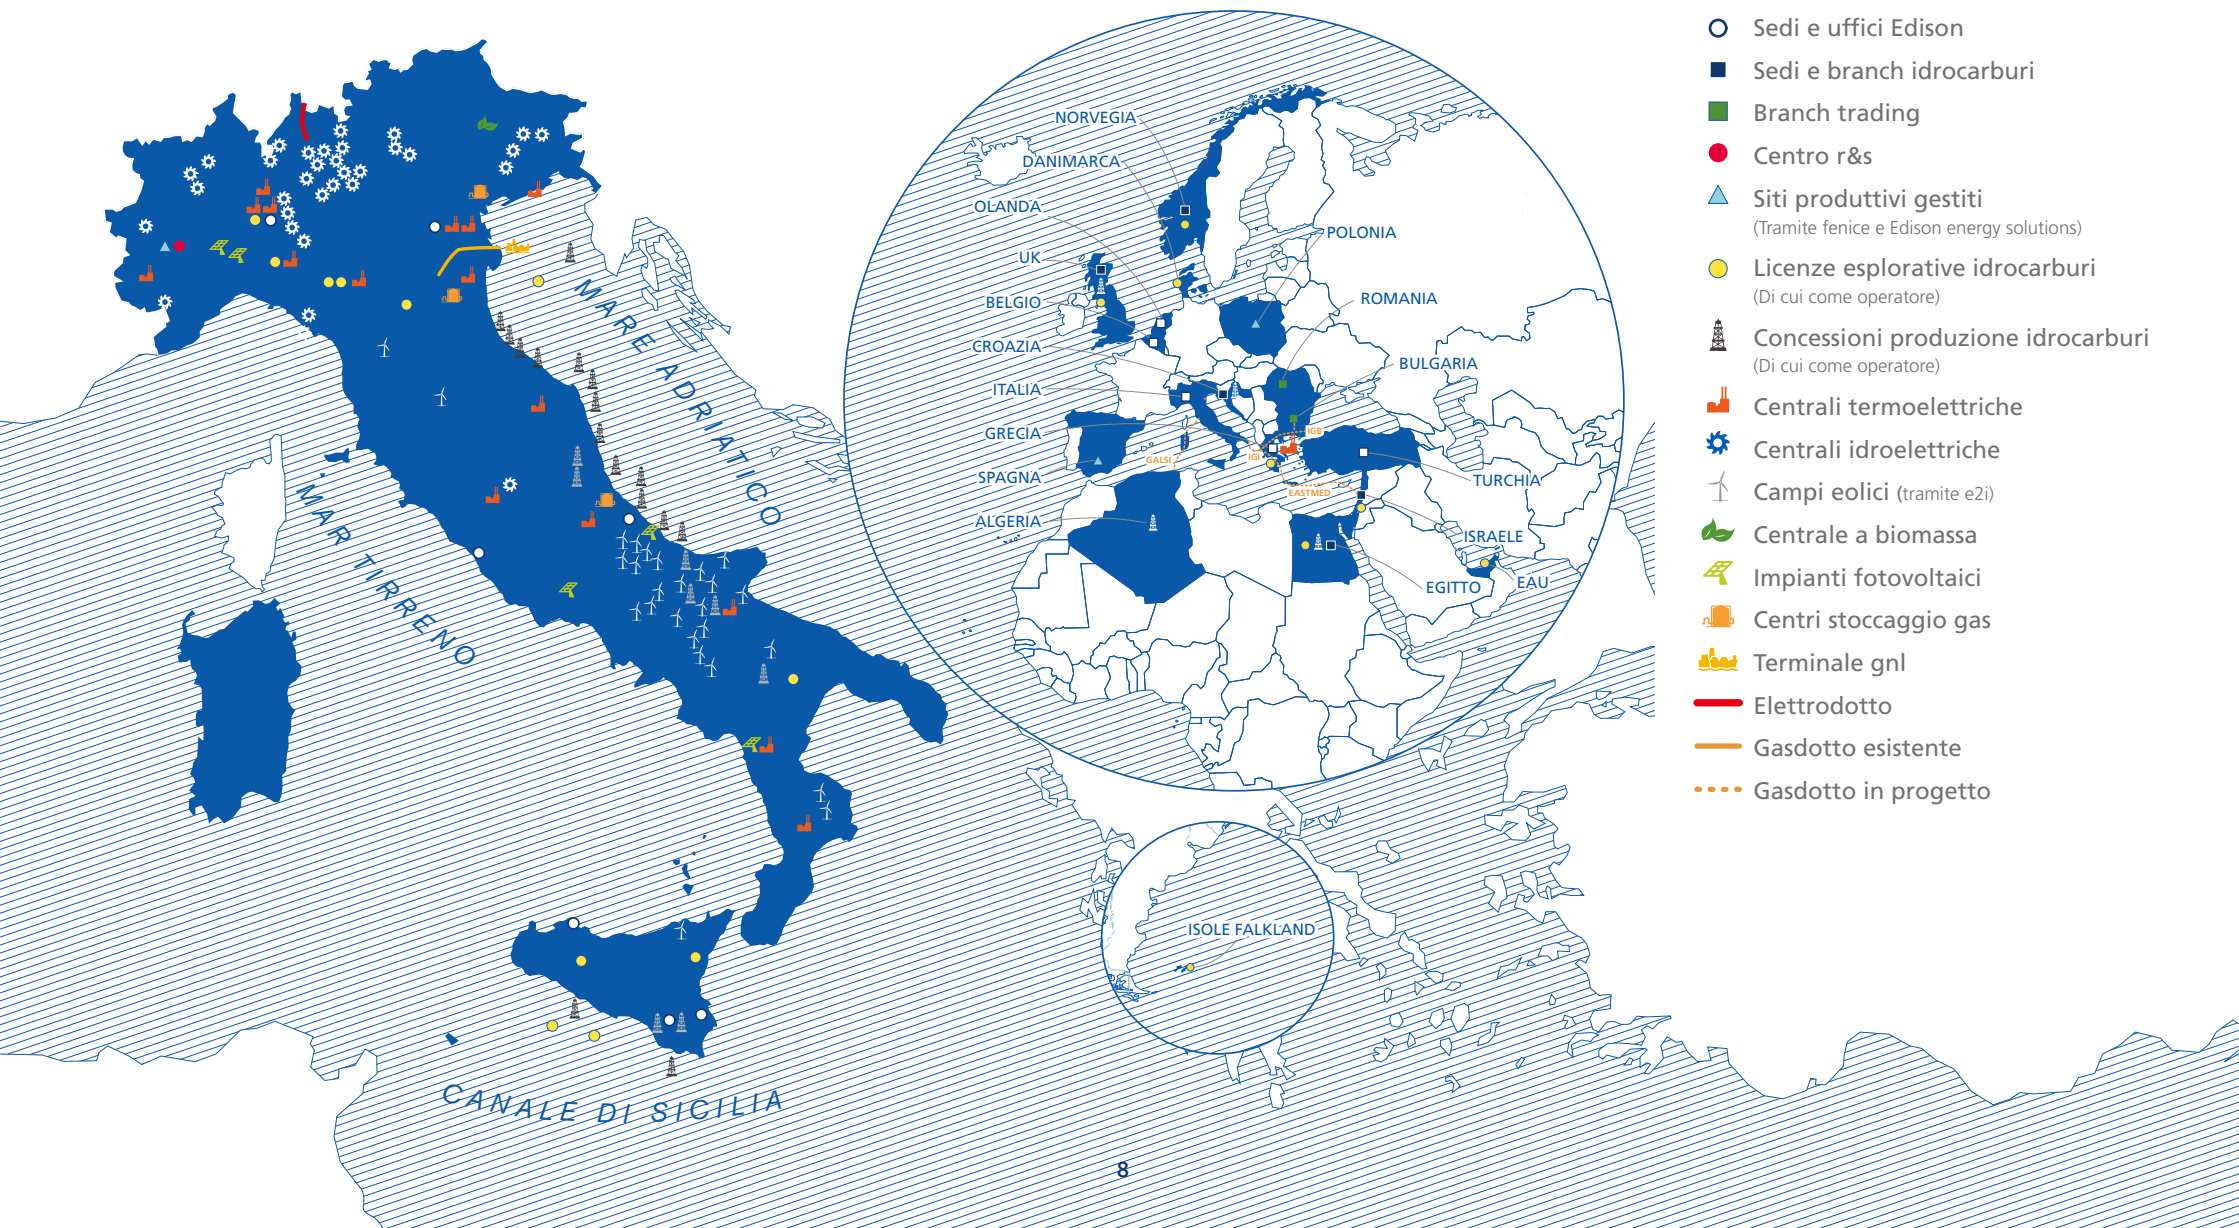 MARE ADRIATICO
MAR TIRRENO
CANALE DI SICILIA
NORVEGIA
DANIMARCA
OLANDA
UK
BELGIO
CROAZIA
ITALIA
GRECIA
SPAGNA
ALGERIA
POLONIA
ROMANIA
BULGARIA
TURCHIA
ISRAELE
EAU
EGITTO
GALSI
IGI
IGB
EASTMED
ISOLE FALKLAND
Sedi e uffici Edison
Sedi e branch idrocarburi
Branch trading
Centro r&s
Siti produttivi gestiti
(Tramite fenice e Edison energy solutions)
Licenze esplorative idrocarburi
(Di cui come operatore)
Concessioni produzione idrocarburi
(Di cui come operatore)
Centrali termoelettriche
Centrali idroelettriche
Campi eolici (tramite e2i)
Centrale a biomassa
Impianti fotovoltaici
Centri stoccaggio gas
Terminale gnl
Elettrodotto
Gasdotto esistente
Gasdotto in progetto
8